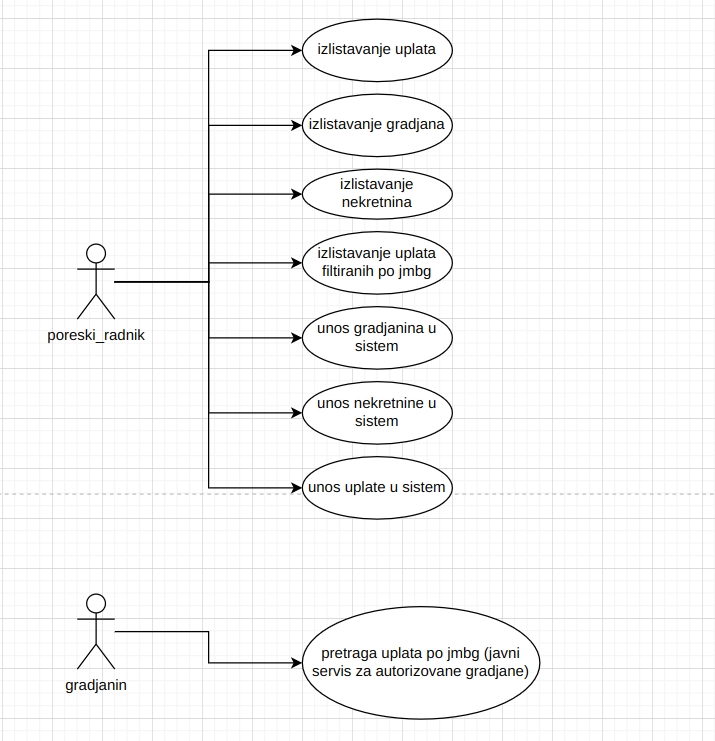 izlistavanje uplata
izlistavanje gradjana
izlistavanje
nekretnina
izlistavanje uplata
filtiranih po jmbg
unos gradjanina u
sistem
unos nekretnine u
sistem
unos uplate u sistem
poreski_radnik
pretraga uplata po jmbg (javni
servis za autorizovane gradjane)
gradjanin